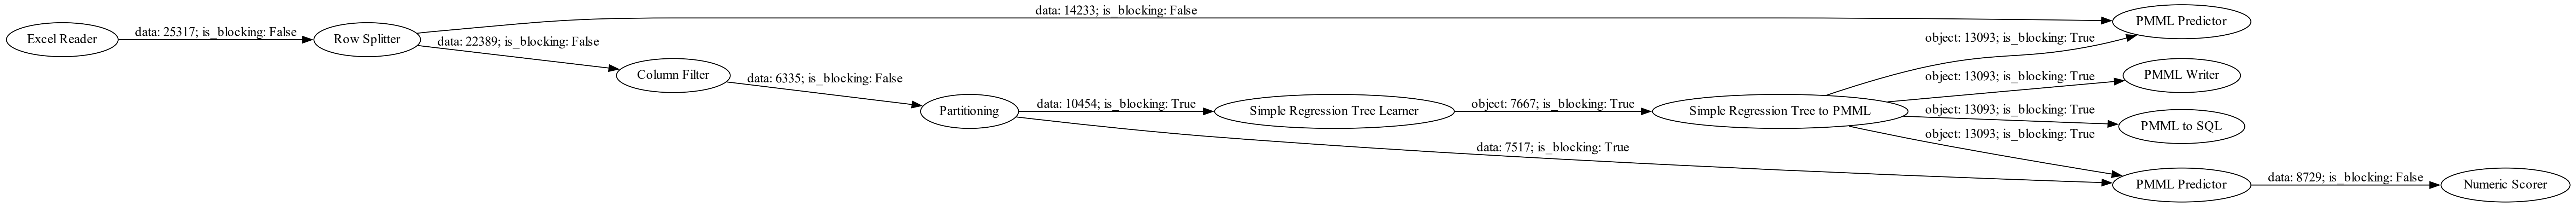 data: 14233; is_blocking: False
PMML Predictor
Excel Reader
data: 25317; is_blocking: False
Row Splitter
data: 22389; is_blocking: False
object: 13093; is_blocking: True
Column Filter
data: 6335; is_blocking: False
object: 13093; is_blocking: True
PMML Writer
Partitioning
data: 10454; is_blocking: True
Simple Regression Tree Learner
object: 7667; is_blocking: True
Simple Regression Tree to PMML
object: 13093; is_blocking: True
PMML to SQL
object: 13093; is_blocking: True
data: 7517; is_blocking: True
PMML Predictor
data: 8729; is_blocking: False
Numeric Scorer